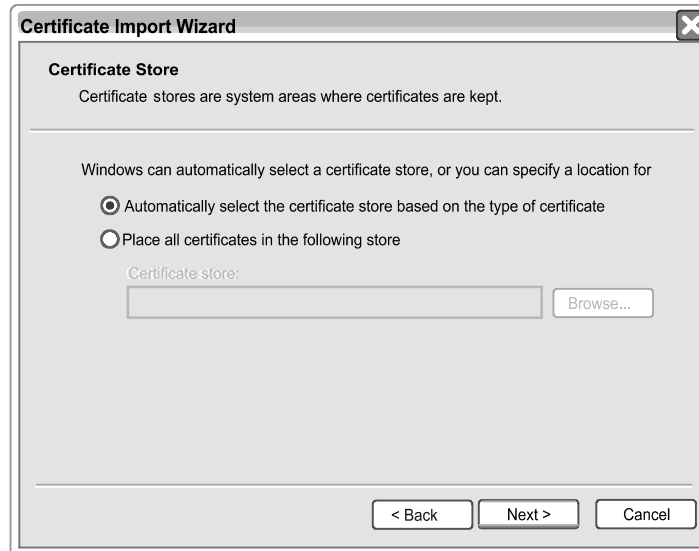 Certificate Import Wizard
Certificate Store
Certificate stores are system areas where certificates are kept.
Windows can automatically select a certificate store, or you can specify a location for
Automatically select the certificate store based on the type of certificate
Place all certificates in the following store
Certificate store:
Browse...
< Back
Next >
Cancel